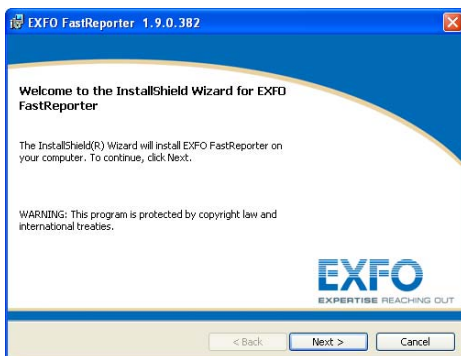 EXFO FastReporter 1.9.0.382
Welcome to the InstallShield Wizard for EXFO
FastReporter
The InstallShield(R) Wizard will install EXFO FastReporter on
your computer. To continue, click Next.
WARNING: This program is protected by copyright law and
international treaties.
EXFO
EXPERTISE REACHING OUT
< Back
Next >
Cancel